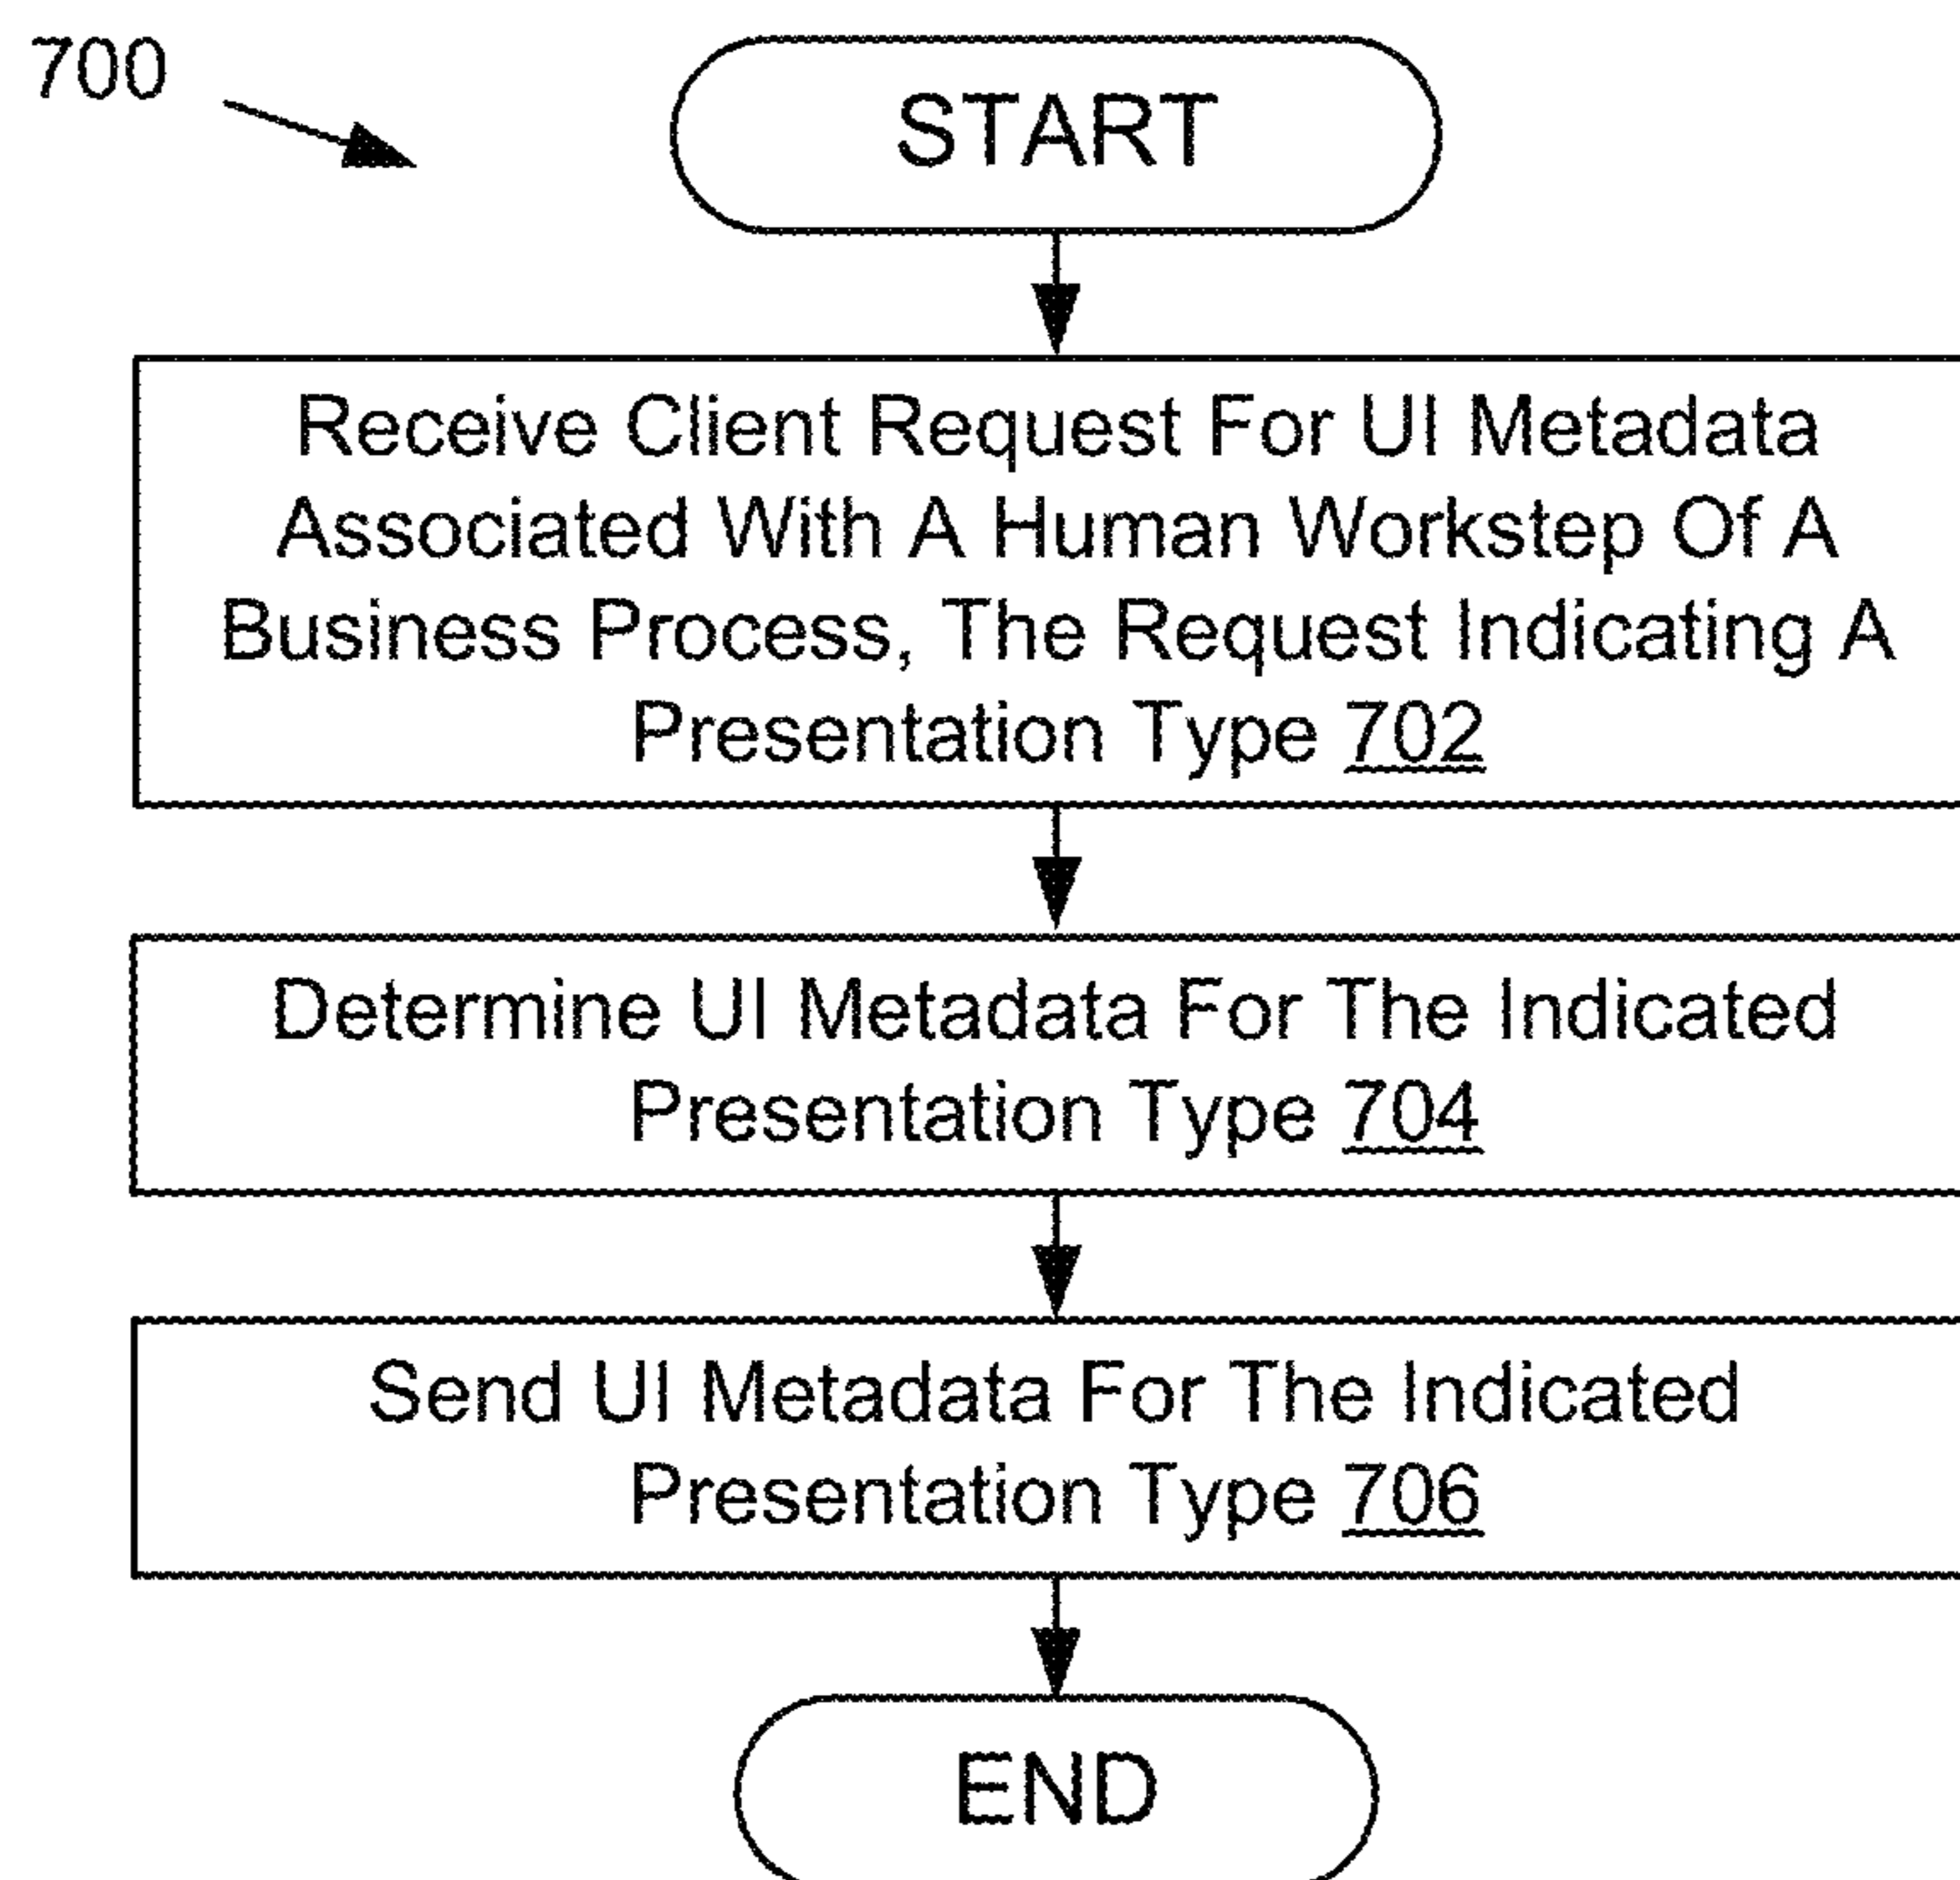 700
START
Receive Client Request For UI Metadata
Associated With A Human Workstep Of A
Business Process, The Request Indicating A
Presentation Type 702
Determine UI Metadata For The Indicated
Presentation Type 704
Send UI Metadata For The Indicated
Presentation Type 706
END